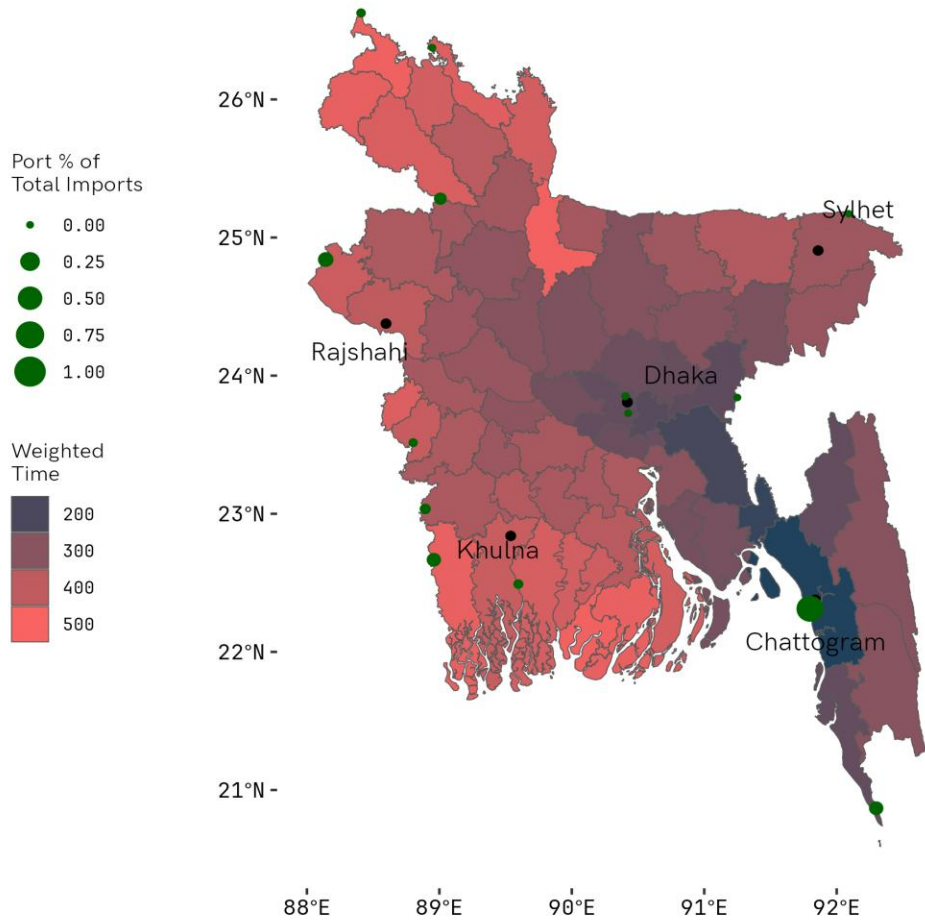 Port % of
Total Imports
0.00
0.25
0.50
0.75
1.00
Weighted
Time
200
300
400
500
26°N
25°N
24°N
23°N
22°N
21°N
Sylhet
Rajshahi
Dhaka
Khulna
Chattogram
88°E
89°E
90°E
91°E
92°E